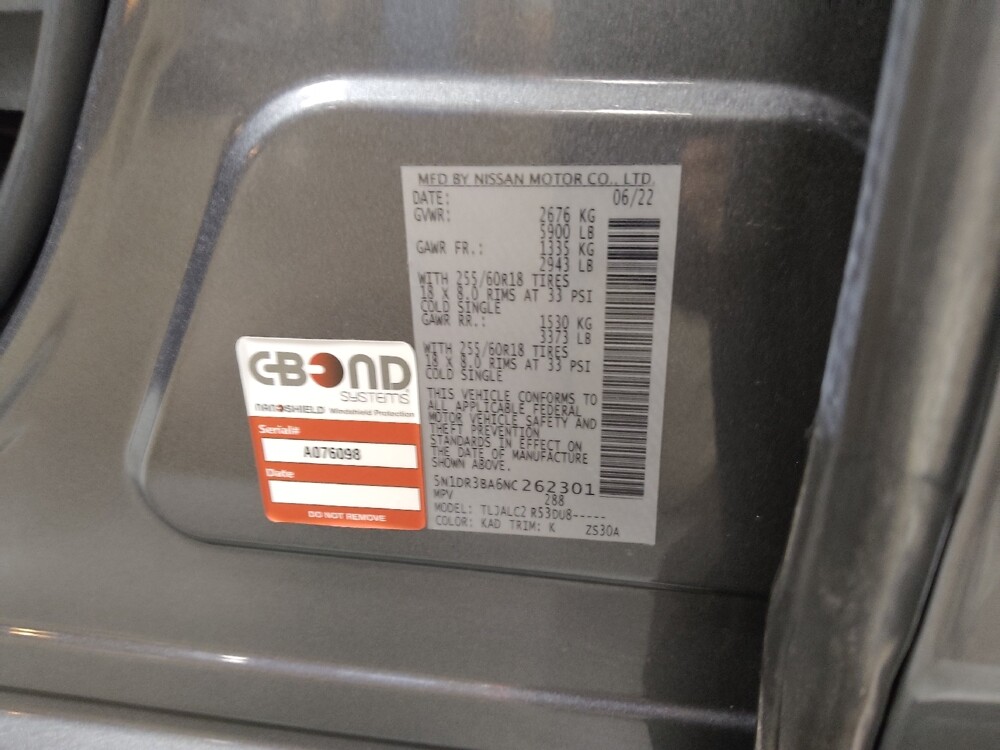 MFD BY NISSAN MOTOR CO., LTD.
DATE: 06/22
GVWR: 2676 KG
5900 LB
GAWR FR.: 1335 KG
2943 LB
WITH 255/60R18 TIRES
18 X 8.0 RIMS AT 33 PSI
COLD SINGLE
GAWR RR.: 1530 KG
3373 LB
WITH 255/60R18 TIRES
18 X 8.0 RIMS AT 33 PSI
COLD SINGLE
THIS VEHICLE CONFORMS TO
ALL APPLICABLE FEDERAL
MOTOR VEHICLE SAFETY AND
THEFT PREVENTION
STANDARDS IN EFFECT ON
THE DATE OF MANUFACTURE
SHOWN ABOVE.
5N1DR3BA6NC262301
MPV 288
MODEL: TLJALC2 R53DU8-----
COLOR: KAD TRIM: K ZS30A
C-BOND
SYSTEMS
NANOSHIELD Windshield Protection
Serial#
A076098
Date
DO NOT REMOVE